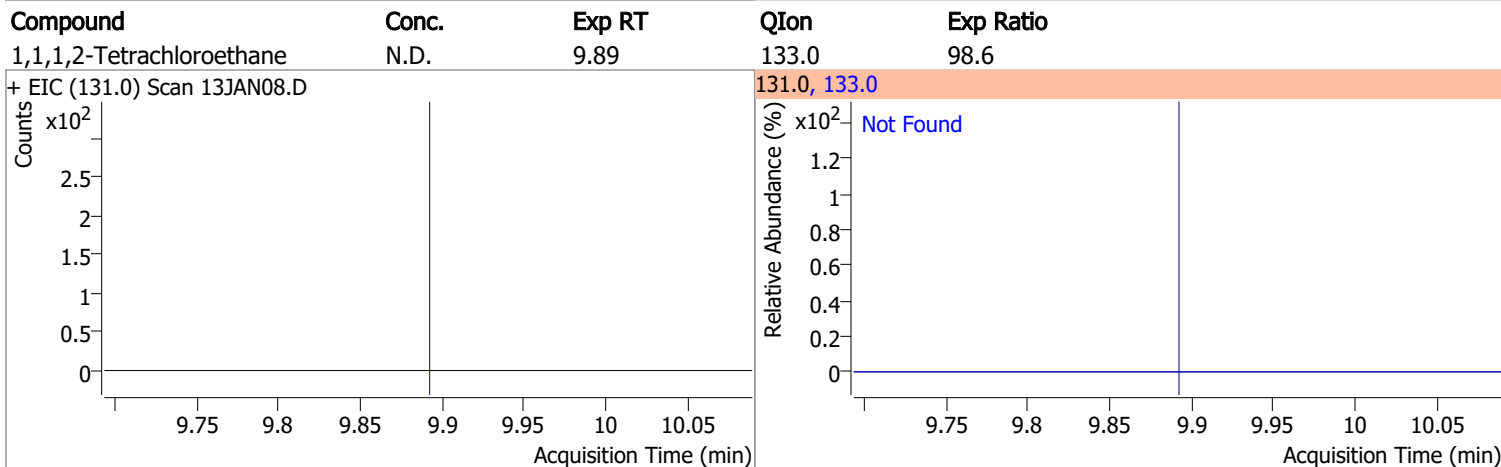 Compound Conc. Exp RT QIon Exp Ratio
1,1,1,2-Tetrachloroethane N.D. 9.89 133.0 98.6
+ EIC (131.0) Scan 13JAN08.D
Counts
x10²
2.5
2
1.5
1
0.5
0
9.75 9.8 9.85 9.9 9.95 10 10.05
Acquisition Time (min)
131.0, 133.0
Relative Abundance (%)
x10²
Not Found
1.2
1
0.8
0.6
0.4
0.2
0
9.75 9.8 9.85 9.9 9.95 10 10.05
Acquisition Time (min)